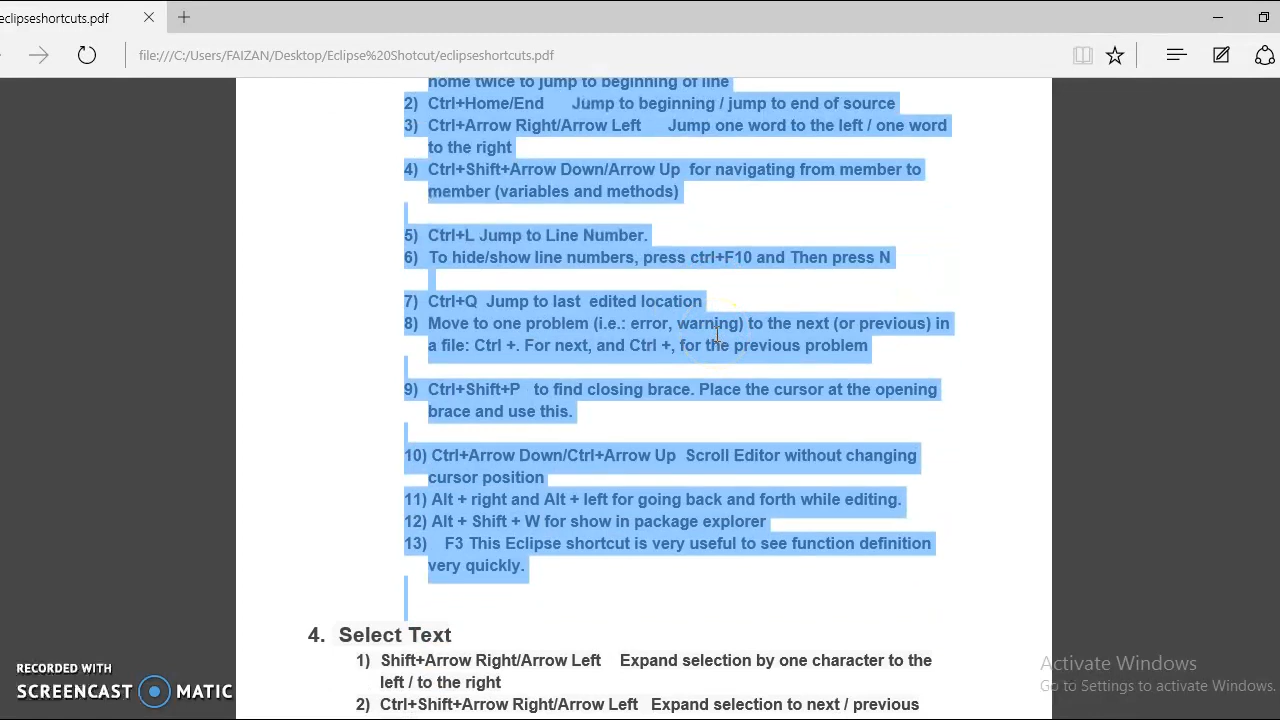 eclipseshortcuts.pdf
file:///C:/Users/FAIZAN/Desktop/Eclipse%20Shotcut/eclipseshortcuts.pdf
home twice to jump to beginning of line
2) Ctrl+Home/End Jump to beginning / jump to end of source
3) Ctrl+Arrow Right/Arrow Left Jump one word to the left / one word
to the right
4) Ctrl+Shift+Arrow Down/Arrow Up for navigating from member to
member (variables and methods)
5) Ctrl+L Jump to Line Number.
6) To hide/show line numbers, press ctrl+F10 and Then press N
7) Ctrl+Q Jump to last edited location
8) Move to one problem (i.e.: error, warning) to the next (or previous) in
a file: Ctrl +. For next, and Ctrl +, for the previous problem
9) Ctrl+Shift+P to find closing brace. Place the cursor at the opening
brace and use this.
10) Ctrl+Arrow Down/Ctrl+Arrow Up Scroll Editor without changing
cursor position
11) Alt + right and Alt + left for going back and forth while editing.
12) Alt + Shift + W for show in package explorer
13) F3 This Eclipse shortcut is very useful to see function definition
very quickly.
4. Select Text
1) Shift+Arrow Right/Arrow Left Expand selection by one character to the
left / to the right
2) Ctrl+Shift+Arrow Right/Arrow Left Expand selection to next / previous
RECORDED WITH
SCREENCAST MATIC
Activate Windows
Go to Settings to activate Windows.